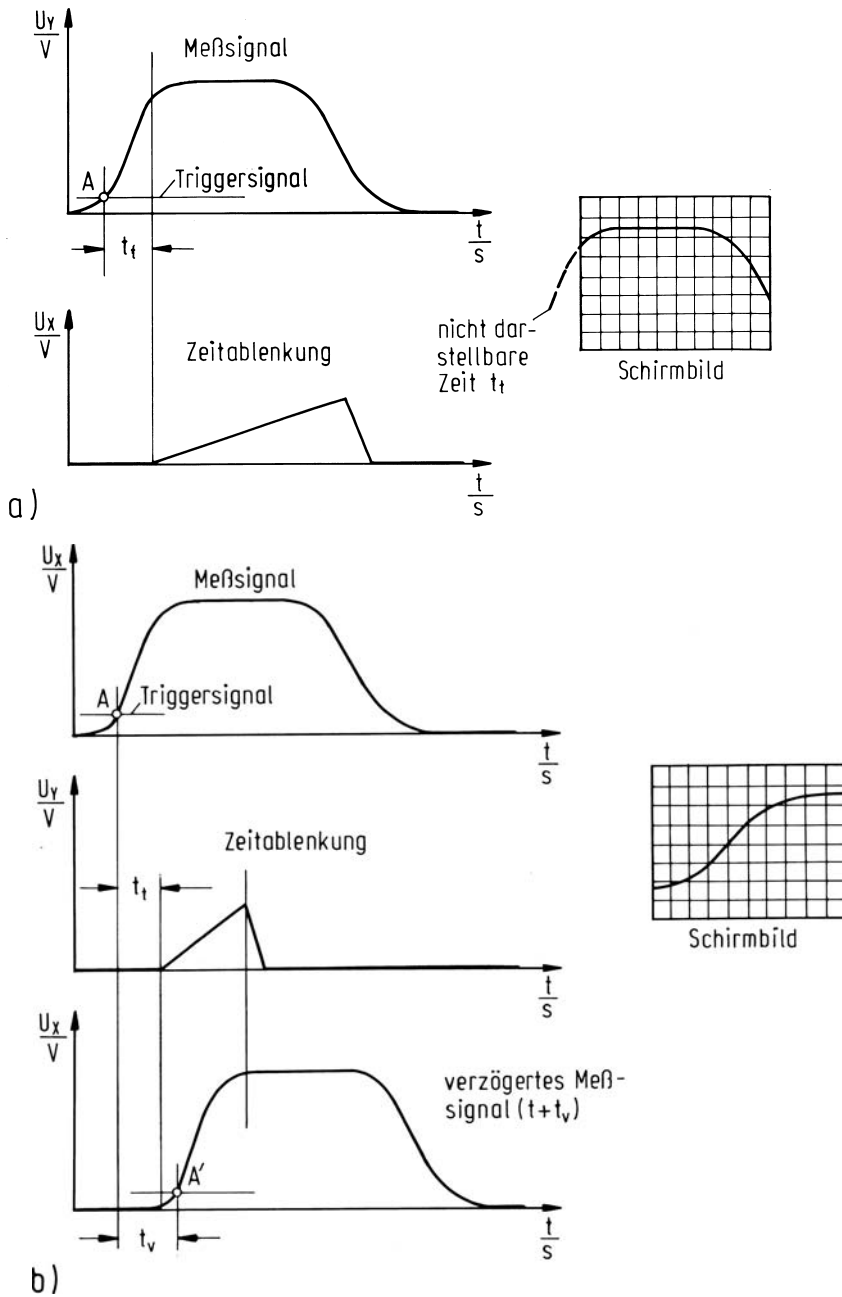 U_Y
V
Meßsignal
A
Triggersignal
t_t
t
s
U_X
V
Zeitablenkung
t
s
nicht dar-
stellbare
Zeit t_t
Schirmbild
a)
U_X
V
Meßsignal
A
Triggersignal
t
s
U_Y
V
Zeitablenkung
t_t
t
s
Schirmbild
U_X
V
verzögertes Meß-
signal (t+t_v)
A′
t_v
t
s
b)